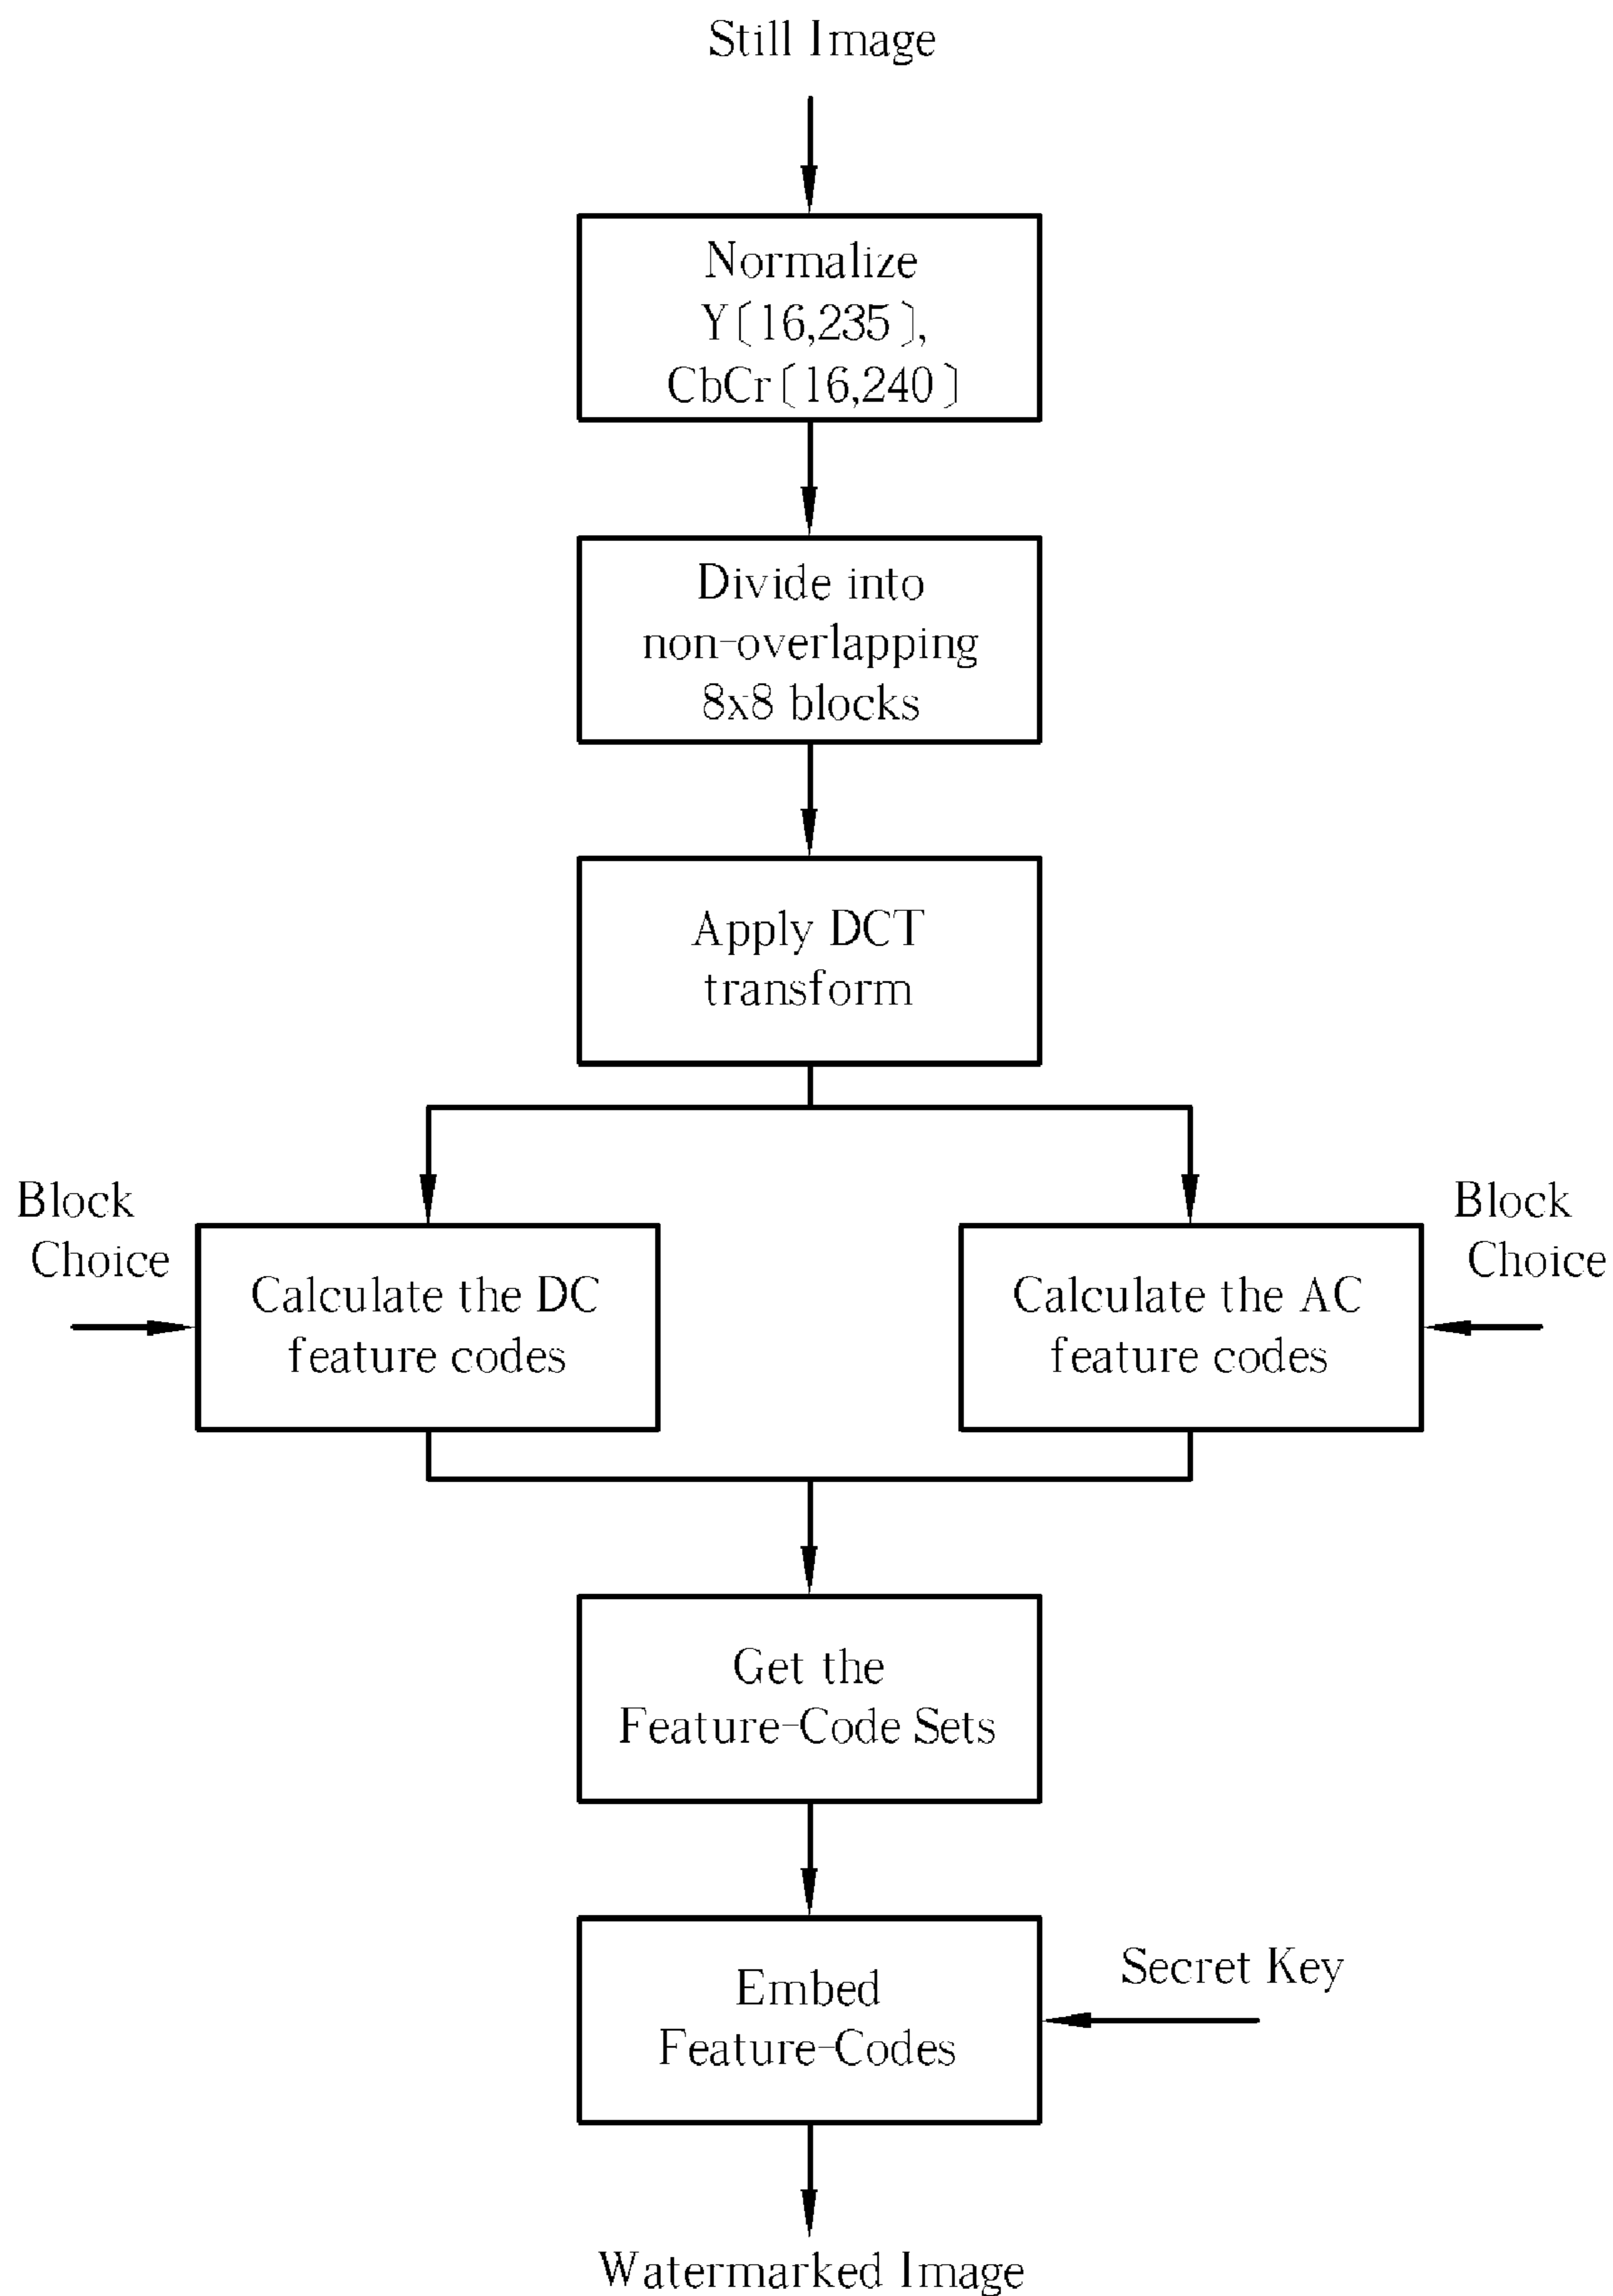 Still Image
Normalize
Y[16,235],
CbCr[16,240]
Divide into
non-overlapping
8x8 blocks
Apply DCT
transform
Block
Choice
Calculate the DC
feature codes
Calculate the AC
feature codes
Block
Choice
Get the
Feature-Code Sets
Embed
Feature-Codes
Secret Key
Watermarked Image